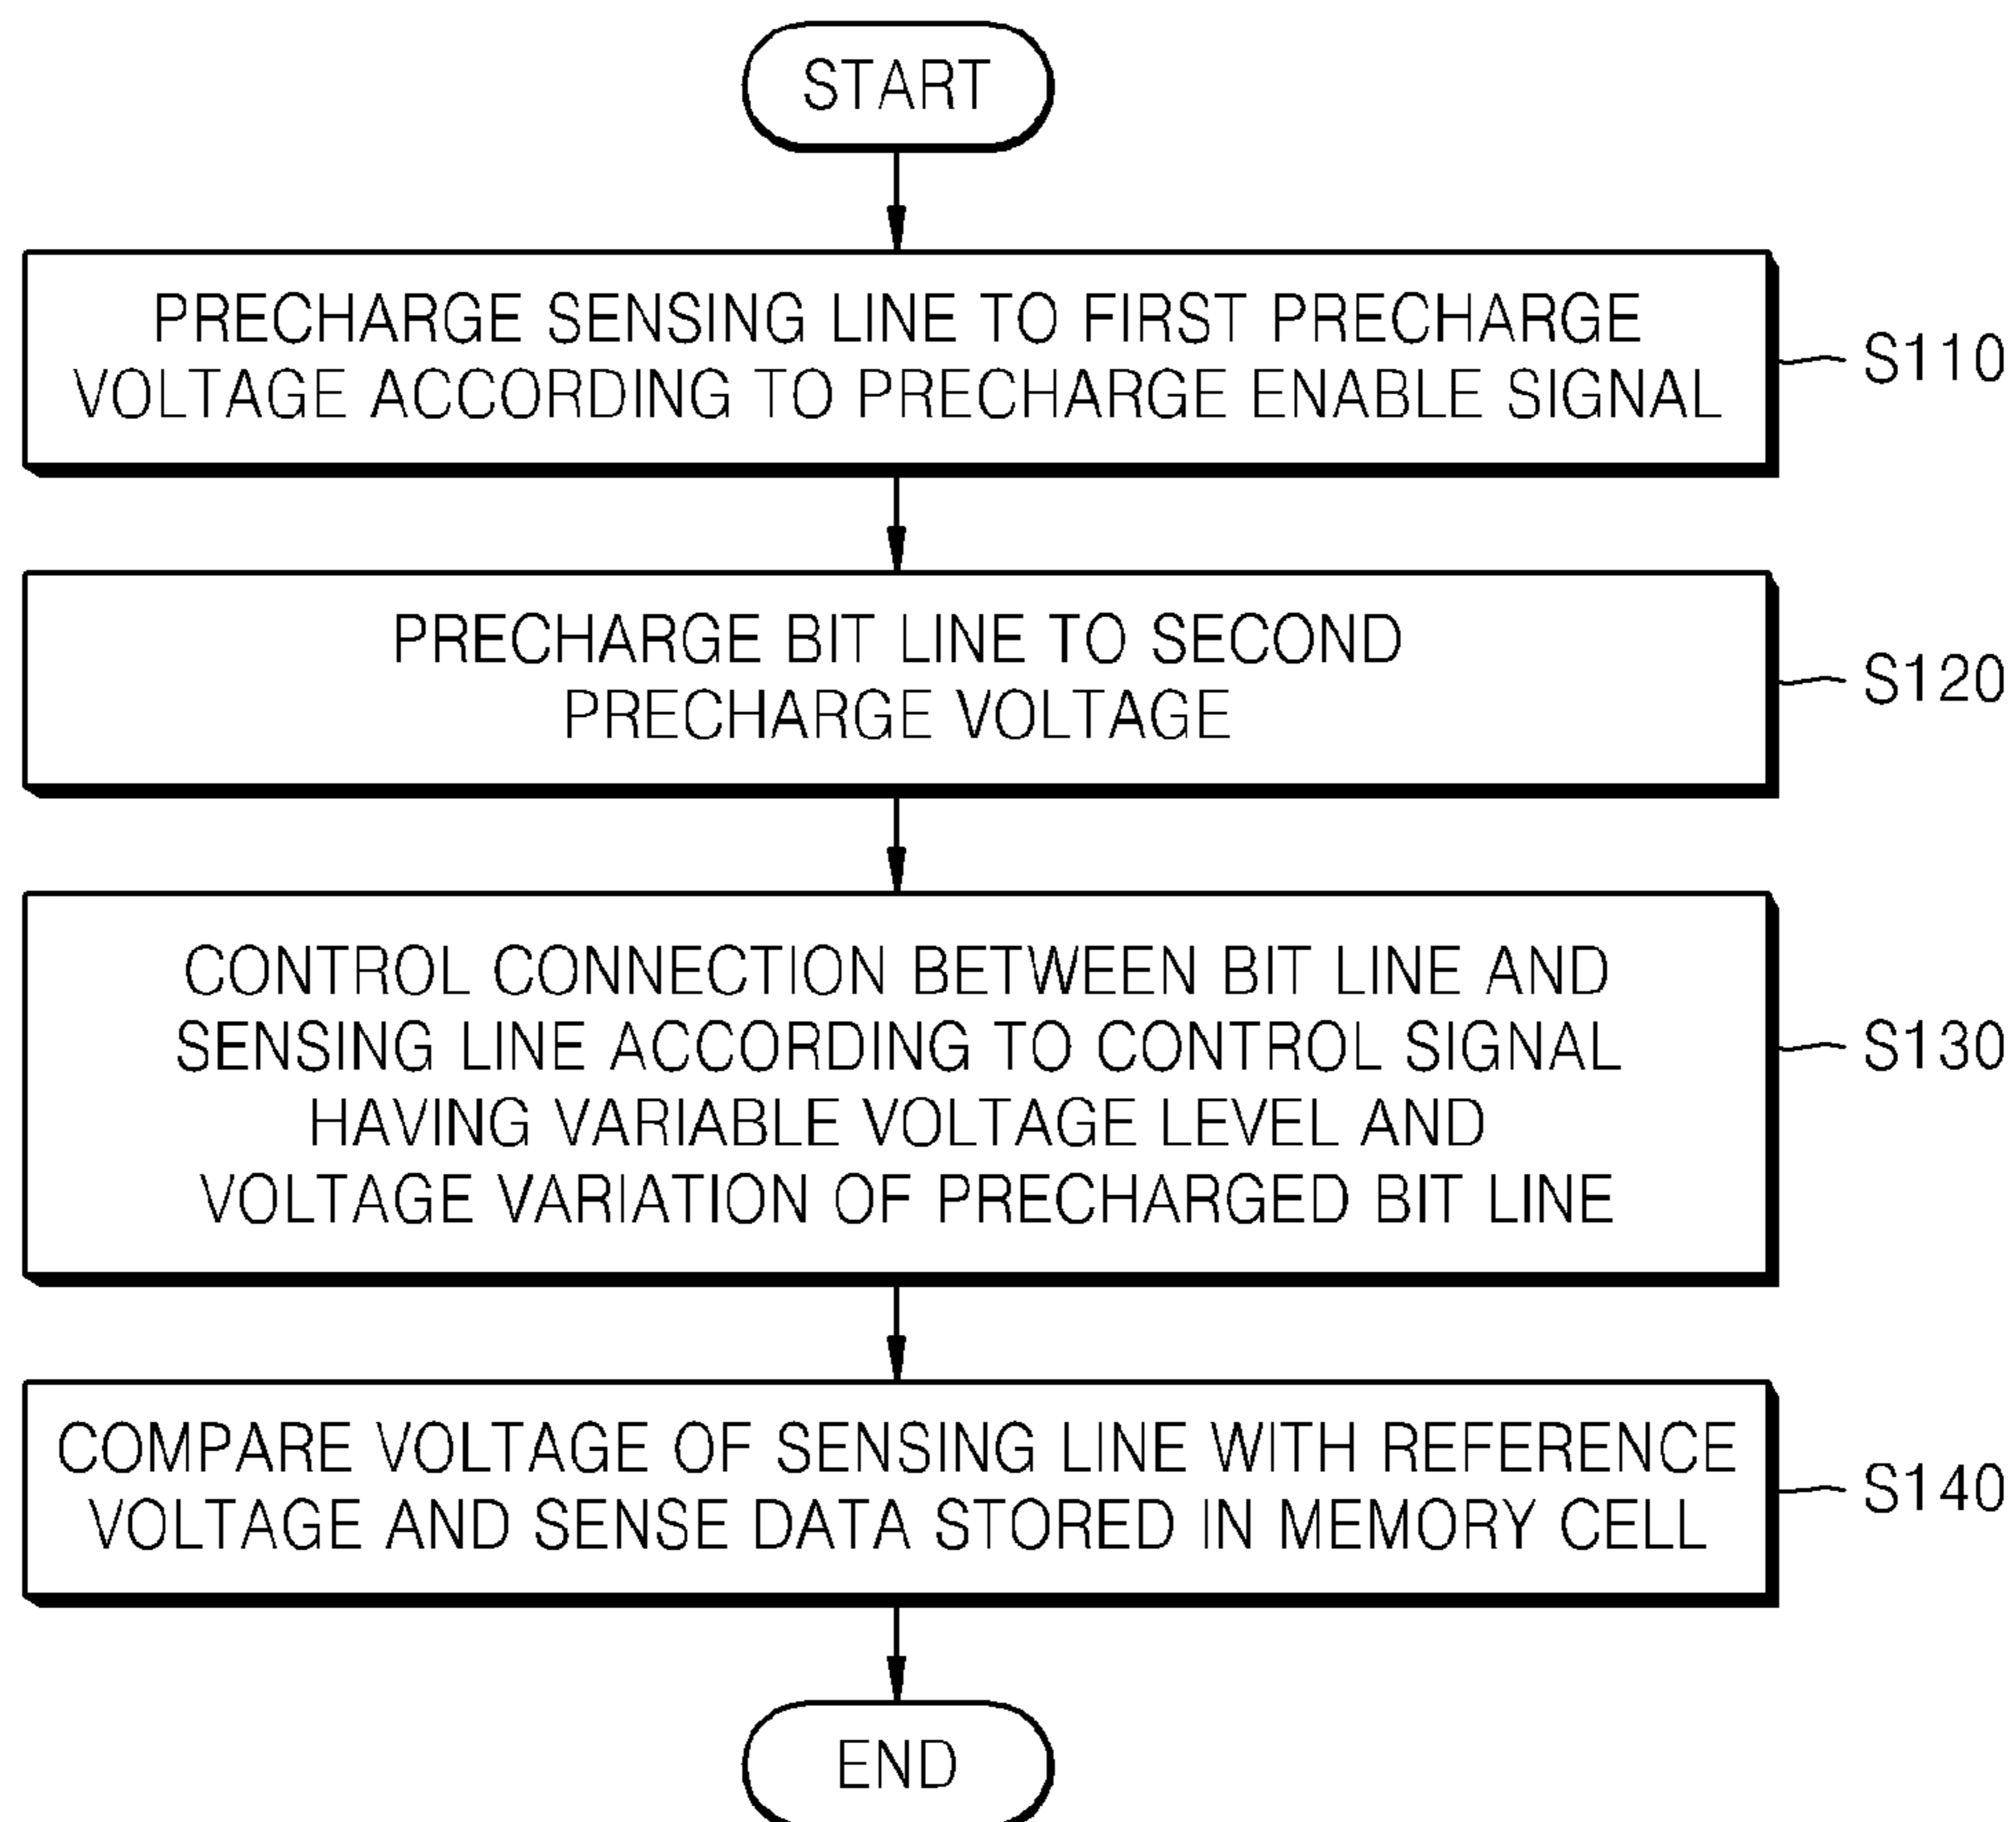 START
PRECHARGE SENSING LINE TO FIRST PRECHARGE
VOLTAGE ACCORDING TO PRECHARGE ENABLE SIGNAL
S110
PRECHARGE BIT LINE TO SECOND
PRECHARGE VOLTAGE
S120
CONTROL CONNECTION BETWEEN BIT LINE AND
SENSING LINE ACCORDING TO CONTROL SIGNAL
HAVING VARIABLE VOLTAGE LEVEL AND
VOLTAGE VARIATION OF PRECHARGED BIT LINE
S130
COMPARE VOLTAGE OF SENSING LINE WITH REFERENCE
VOLTAGE AND SENSE DATA STORED IN MEMORY CELL
S140
END